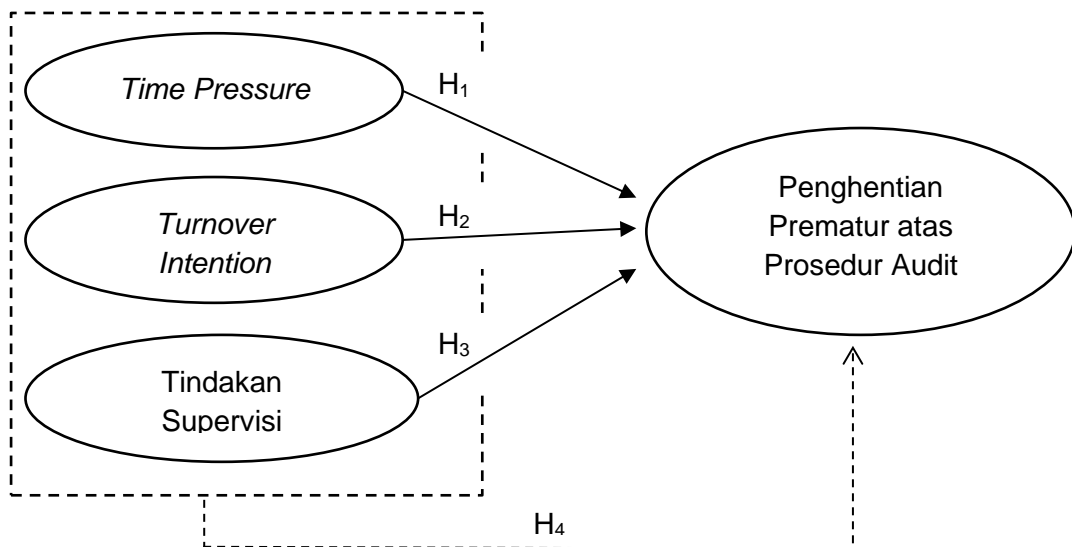 Time Pressure
H₁
Turnover
Intention
H₂
Tindakan
Supervisi
H₃
Penghentian
Prematur atas
Prosedur Audit
H₄